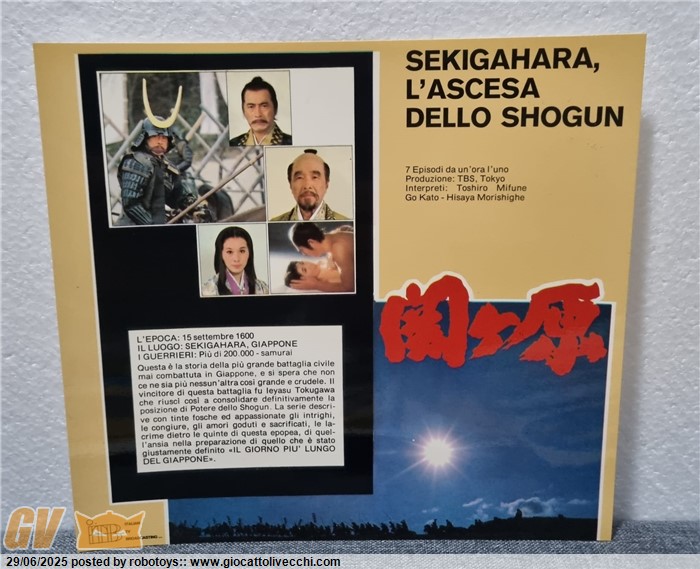 SEKIGAHARA,
L'ASCESA
DELLO SHOGUN
7 Episodi da un'ora l'uno
Produzione: TBS, Tokyo
Interpreti: Toshiro Mifune
Go Kato - Hisaya Morishighe
関ヶ原
L'EPOCA: 15 settembre 1600
IL LUOGO: SEKIGAHARA, GIAPPONE
I GUERRIERI: Più di 200.000 - samurai
Questa è la storia della più grande battaglia civile
mai combattuta in Giappone, e si spera che non
ce ne sia più nessun'altra così grande e crudele. Il
vincitore di questa battaglia fu Ieyasu Tokugawa
che riuscì così a consolidare definitivamente la
posizione di Potere dello Shogun. La serie descri-
ve con tinte fosche ed appassionate gli intrighi,
le congiure, gli amori goduti e sacrificati, le la-
crime dietro le quinte di questa epopea, di quel-
l'ansia nella preparazione di quello che è stato
giustamente definito «IL GIORNO PIU' LUNGO
DEL GIAPPONE».
GV
ITB
ITALIAN
TV
BROADCASTING
29/06/2025 posted by robotoys:: www.giocattolivecchi.com